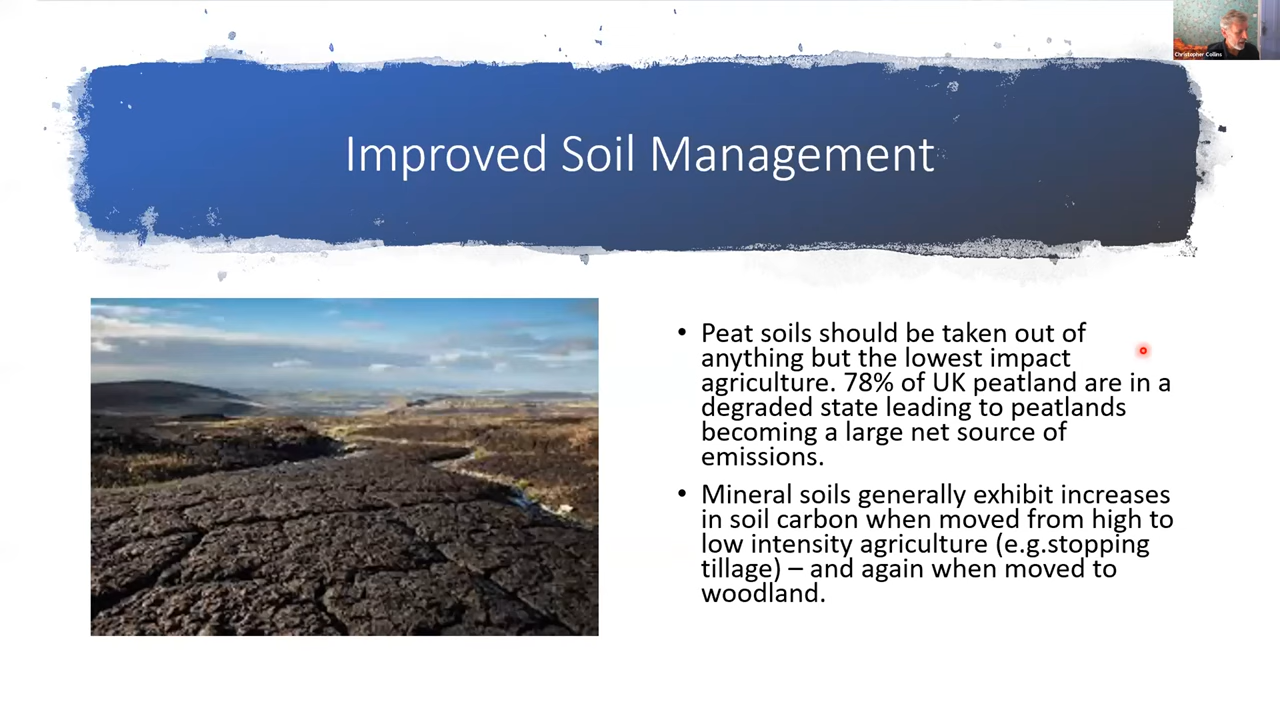 Christopher Collins
Improved Soil Management
• Peat soils should be taken out of
anything but the lowest impact
agriculture. 78% of UK peatland are in a
degraded state leading to peatlands
becoming a large net source of
emissions.
• Mineral soils generally exhibit increases
in soil carbon when moved from high to
low intensity agriculture (e.g.stopping
tillage) – and again when moved to
woodland.